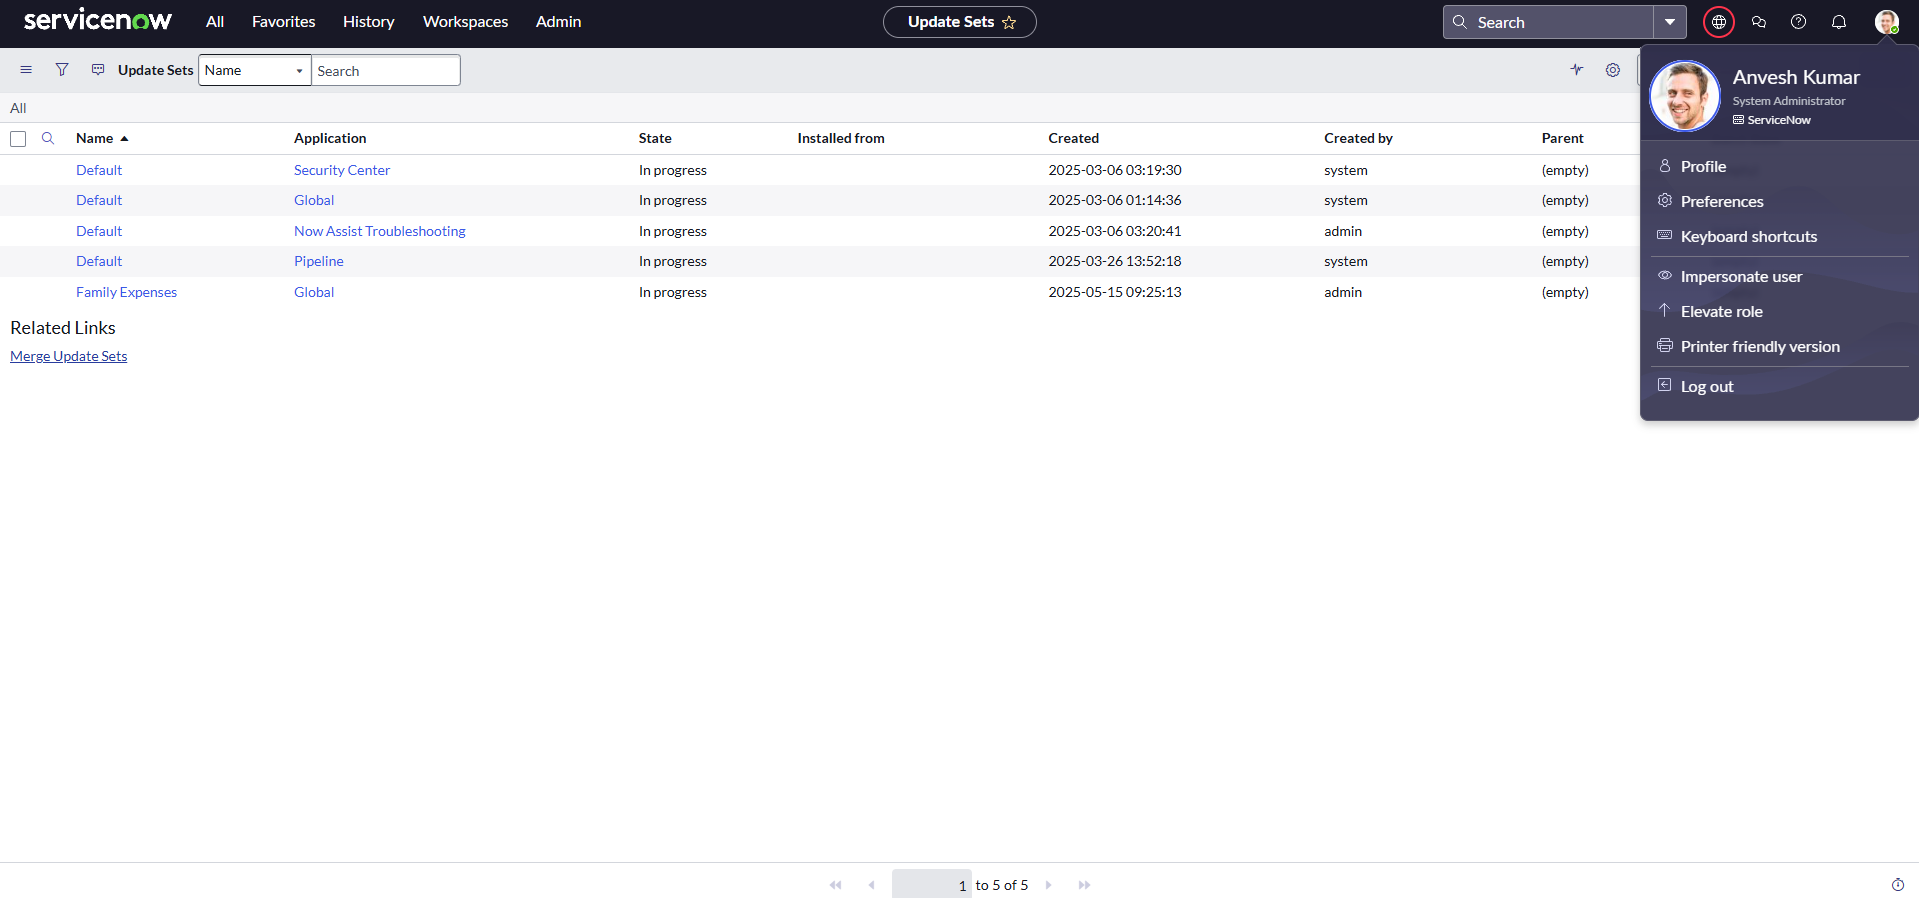 servicenow All Favorites History Workspaces Admin Update Sets Search
Update Sets Name Search
All
Name Application State Installed from Created Created by Parent
Default Security Center In progress 2025-03-06 03:19:30 system (empty)
Default Global In progress 2025-03-06 01:14:36 system (empty)
Default Now Assist Troubleshooting In progress 2025-03-06 03:20:41 admin (empty)
Default Pipeline In progress 2025-03-26 13:52:18 system (empty)
Family Expenses Global In progress 2025-05-15 09:25:13 admin (empty)
Related Links
Merge Update Sets
Anvesh Kumar
System Administrator
ServiceNow
Profile
Preferences
Keyboard shortcuts
Impersonate user
Elevate role
Printer friendly version
Log out
1 to 5 of 5